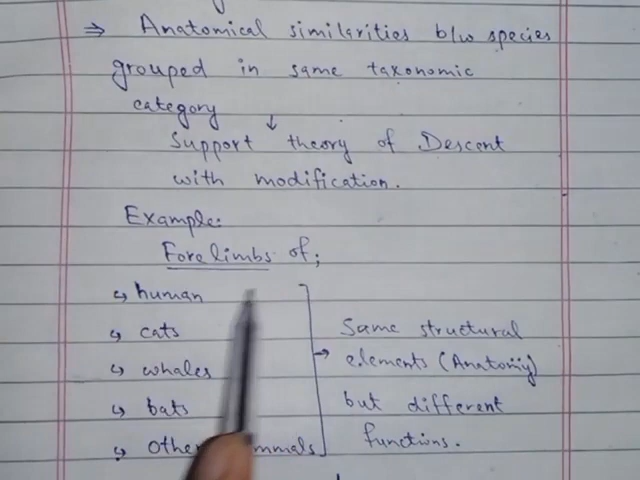 ⇒ Anatomical similarities b/w species
grouped in same taxonomic
category
↓
Support theory of Descent
with modification.
Example:
Forelimbs of;
↳ human
↳ cats
↳ whales
↳ bats
↳ other mmals
→ Same structural
elements (Anatomy)
but different
functions.